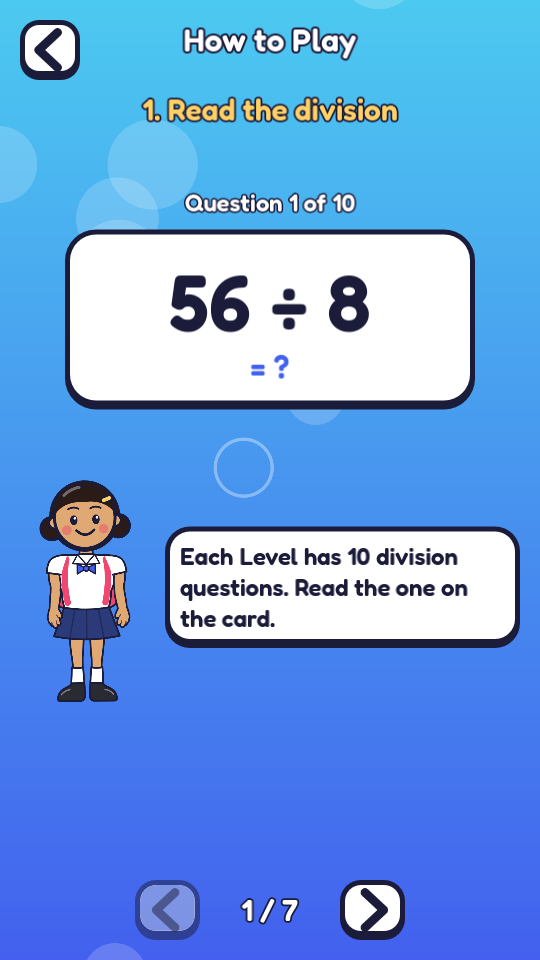 How to Play
1. Read the division
Question 1 of 10
56 ÷ 8
= ?
Each Level has 10 division
questions. Read the one on
the card.
1 / 7